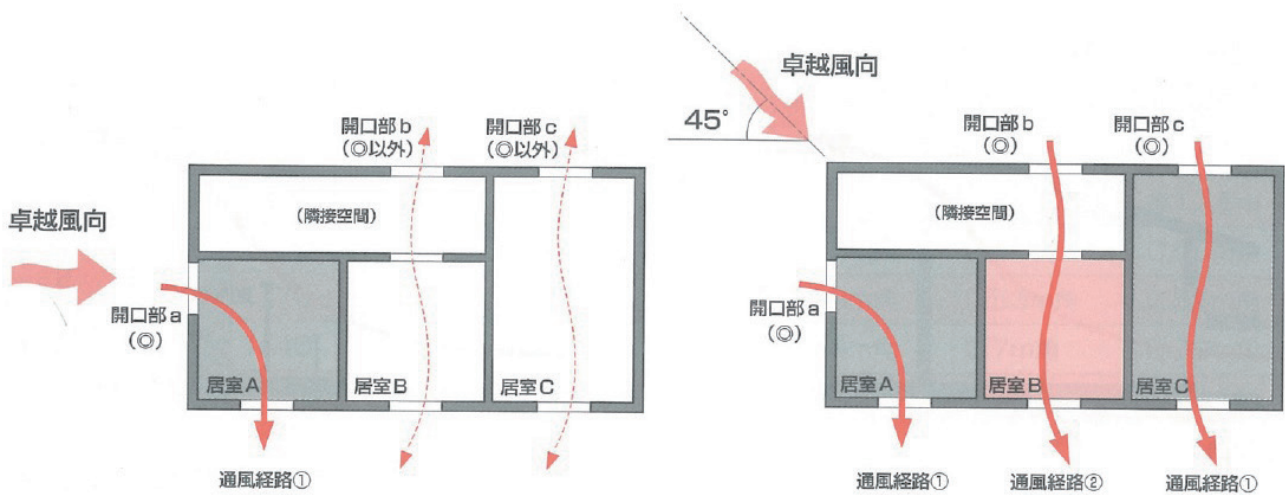 開口部b
(◎以外)
開口部c
(◎以外)
卓越風向
(隣接空間)
開口部a
(◎)
居室A
居室B
居室C
通風経路①
卓越風向
45°
開口部b
(◎)
開口部c
(◎)
(隣接空間)
開口部a
(◎)
居室A
居室B
居室C
通風経路①
通風経路②
通風経路①